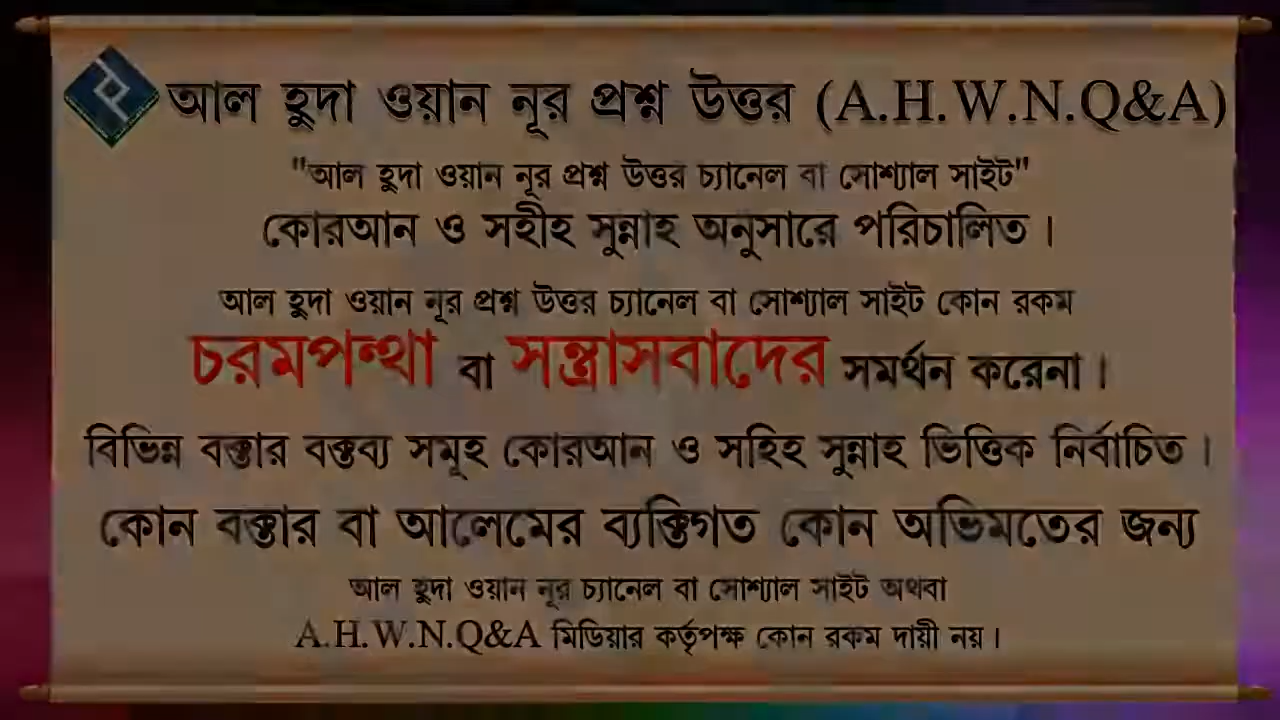 আল হুদা ওয়ান নূর প্রশ্ন উত্তর (A.H.W.N.Q&A)
"আল হুদা ওয়ান নূর প্রশ্ন উত্তর চ্যানেল বা সোশ্যাল সাইট"
কোরআন ও সহীহ সুন্নাহ অনুসারে পরিচালিত।
আল হুদা ওয়ান নূর প্রশ্ন উত্তর চ্যানেল বা সোশ্যাল সাইট কোন রকম
চরমপন্থা বা সন্ত্রাসবাদের সমর্থন করেনা।
বিভিন্ন বক্তার বক্তব্য সমূহ কোরআন ও সহিহ সুন্নাহ ভিত্তিক নির্বাচিত।
কোন বক্তার বা আলেমের ব্যক্তিগত কোন অভিমতের জন্য
আল হুদা ওয়ান নূর চ্যানেল বা সোশ্যাল সাইট অথবা
A.H.W.N.Q&A মিডিয়ার কর্তৃপক্ষ কোন রকম দায়ী নয়।